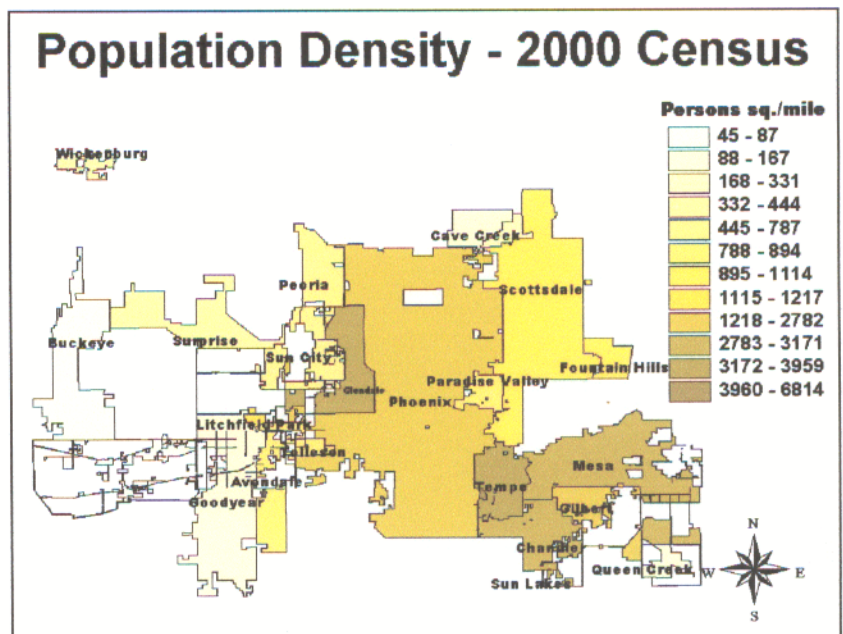 Population Density - 2000 Census
Persons sq./mile
45 - 87
88 - 167
168 - 331
332 - 444
445 - 787
788 - 894
895 - 1114
1115 - 1217
1218 - 2782
2783 - 3171
3172 - 3959
3960 - 6814
Wickenburg
Cave Creek
Peoria
Scottsdale
Buckeye
Surprise
Sun City
Fountain Hills
Paradise Valley
Glendale
Phoenix
Litchfield Park
Tolleson
Mesa
Avondale
Tempe
Goodyear
Gilbert
Chandler
Sun Lakes
Queen Creek
N
W
E
S